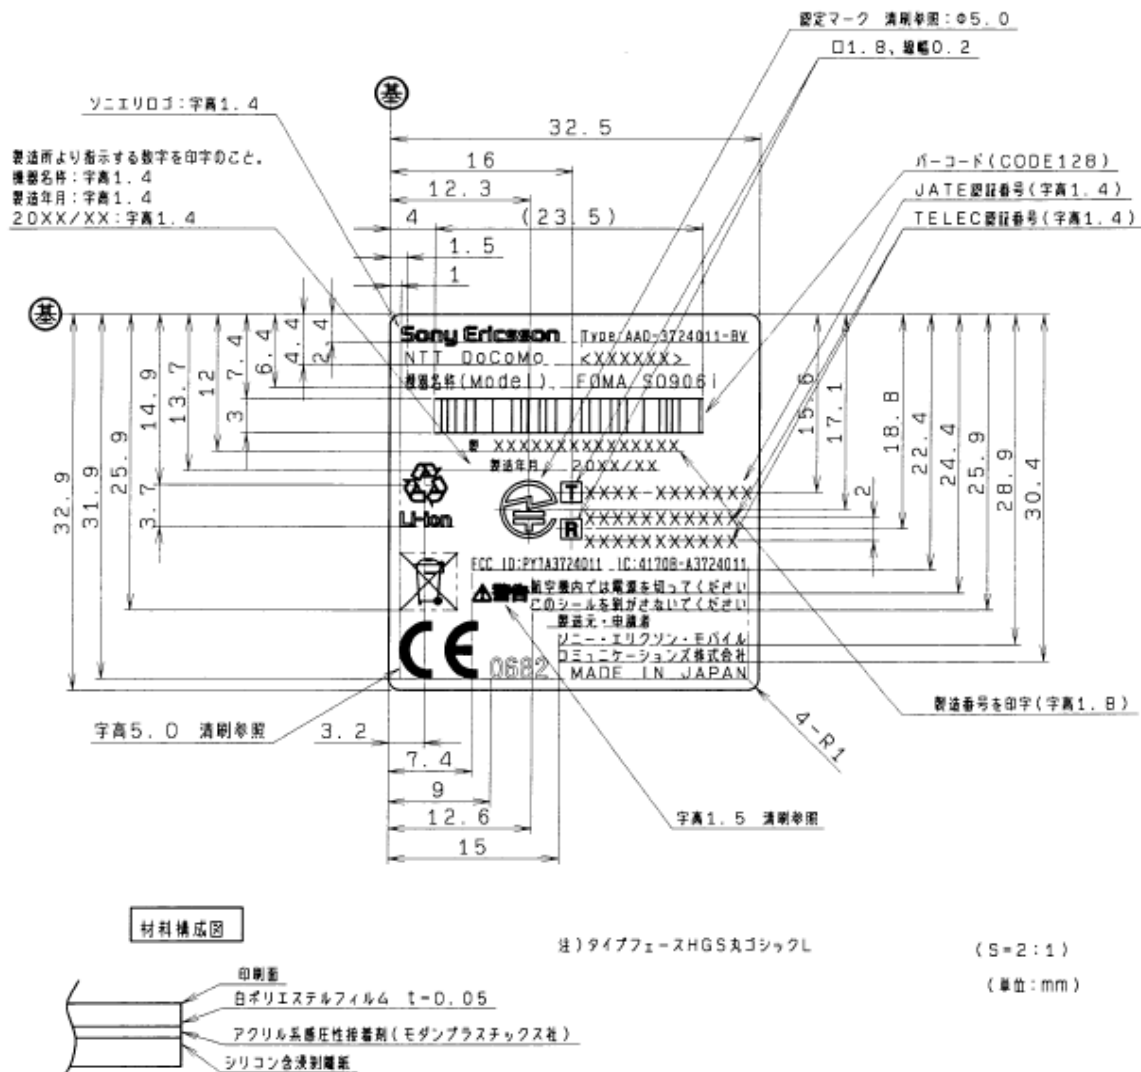 認定マーク 清刷参照:Φ5.0
□1.8、線幅0.2
基
ソニエリロゴ:字高1.4
製造所より指示する数字を印字のこと。
機器名称:字高1.4
製造年月:字高1.4
20XX/XX:字高1.4
32.5
16
12.3
4
(23.5)
1.5
1
バーコード(CODE128)
JATE認証番号(字高1.4)
TELEC認証番号(字高1.4)
基
32.9
31.9
25.9
3.7
14.9
13.7
12
3
7.4
6.4
4.4
2.4
Sony Ericsson Type:AAD-3724011-BV
NTT DoCoMo <XXXXXX>
機器名称(Model) FOMA SO906i
製 XXXXXXXXXXXXXXX
製造年月 20XX/XX
T XXXX-XXXXXXX
Li-ion
R XXXXXXXXXXXX
XXXXXXXXXXXX
FCC ID:PY7A3724011 IC:4170B-A3724011
⚠警告 航空機内では電源を切ってください
このシールを剥がさないでください
製造元・申請者
ソニー・エリクソン・モバイル
コミュニケーションズ株式会社
CE 0682 MADE IN JAPAN
15.6
17.1
18.8
2
22.4
24.4
25.9
28.9
30.4
製造番号を印字(字高1.8)
4-R1
字高5.0 清刷参照
3.2
7.4
9
12.6
15
字高1.5 清刷参照
材料構成図
注)タイプフェースHGS丸ゴシックL
(S=2:1)
(単位:mm)
印刷面
白ポリエステルフィルム t=0.05
アクリル系感圧性接着剤(モダンプラスチックス社)
シリコン含浸剥離紙